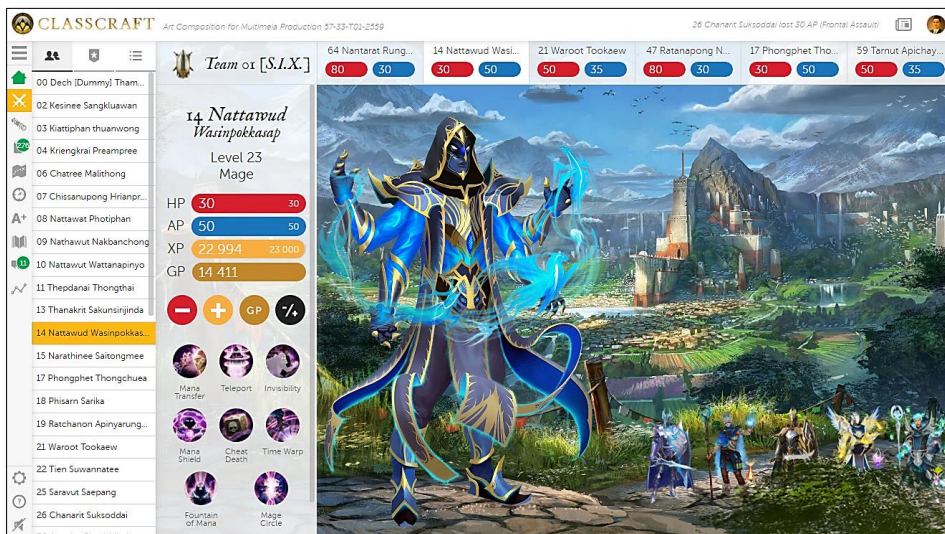 CLASSCRAFT
Art Composition for Multimeia Production 57-33-T01-2559
26 Chanarit Suksoddai lost 30 AP (Frontal Assault)
276
A+
11
00 Dech [Dummy] Tham...
02 Kesinee Sangkluawan
03 Kiattiphan thuanwong
04 Kriengkrai Preampree
06 Chatree Malithong
07 Chissanupong Hrianpr...
08 Nattawat Photiphan
09 Nathawut Nakbanchong
10 Nattawut Wattanapinyo
11 Thepdanai Thongthai
13 Thanakrit Sakunsirijinda
14 Nattawud Wasinpokkas...
15 Narathinee Saitongmee
17 Phongphet Thongchuea
18 Phisarn Sarika
19 Ratchanon Apinyarung...
21 Waroot Tookaew
22 Tien Suwannatee
25 Saravut Saepang
26 Chanarit Suksoddai
Team 01 [S.I.X.]
14 Nattawud
Wasinpokkasap
Level 23
Mage
HP 30 30
AP 50 50
XP 22 994 23 000
GP 14 411
GP
Mana Transfer
Teleport
Invisibility
Mana Shield
Cheat Death
Time Warp
Fountain of Mana
Mage Circle
64 Nantarat Rung...
80 30
14 Nattawud Wasi...
30 50
21 Waroot Tookaew
50 35
47 Ratanapong N...
80 30
17 Phongphet Tho...
30 50
59 Tarnut Apichay...
50 35